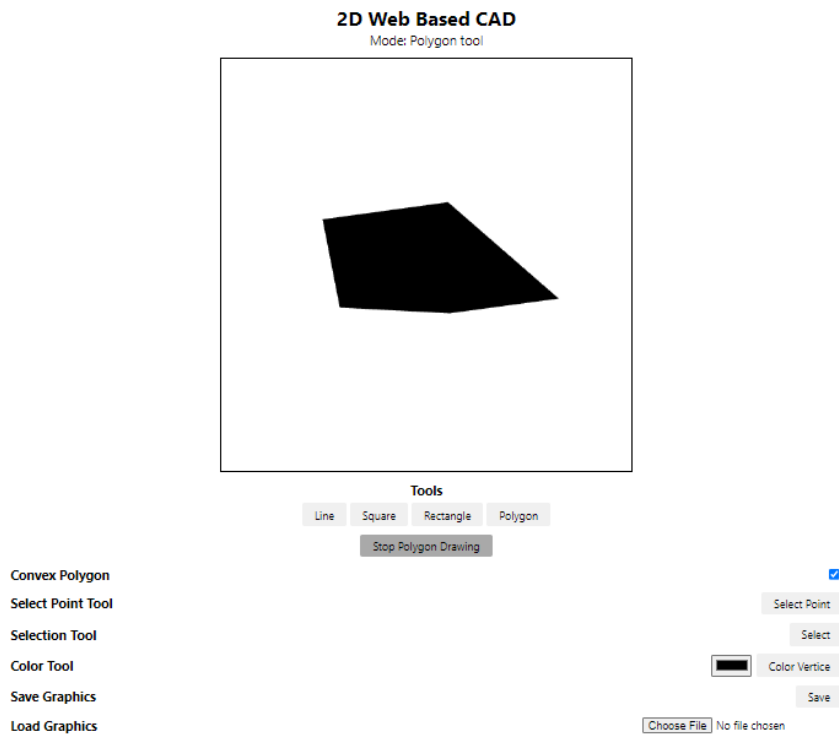 2D Web Based CAD
Mode: Polygon tool
Tools
Line Square Rectangle Polygon
Stop Polygon Drawing
Convex Polygon
Select Point Tool Select Point
Selection Tool Select
Color Tool Color Vertice
Save Graphics Save
Load Graphics Choose File No file chosen